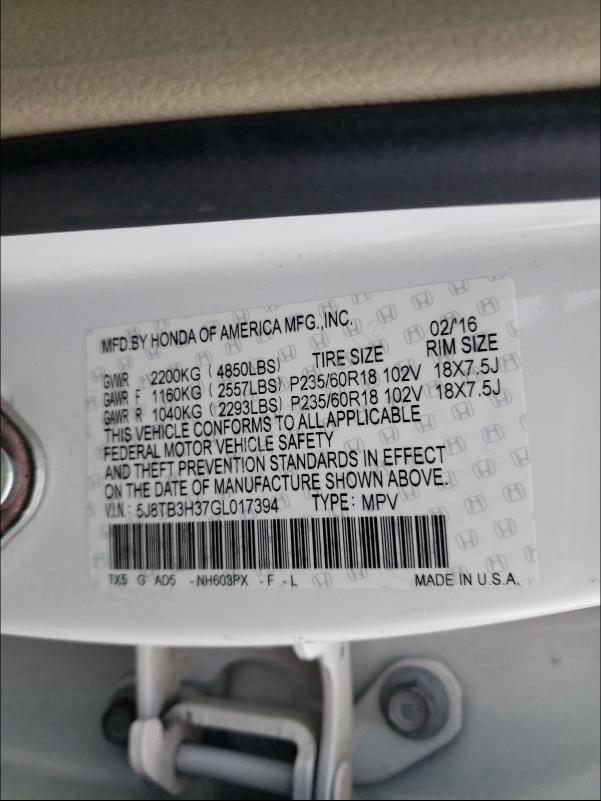 MFD.BY HONDA OF AMERICA MFG.,INC. 02/'16
GVWR 2200KG ( 4850LBS) TIRE SIZE RIM SIZE
GAWR F 1160KG ( 2557LBS) P235/60R18 102V 18X7.5J
GAWR R 1040KG ( 2293LBS) P235/60R18 102V 18X7.5J
THIS VEHICLE CONFORMS TO ALL APPLICABLE
FEDERAL MOTOR VEHICLE SAFETY
AND THEFT PREVENTION STANDARDS IN EFFECT
ON THE DATE OF MANUFACTURE SHOWN ABOVE.
V.I.N.: 5J8TB3H37GL017394 TYPE: MPV
TX5 G AD5 -NH603PX -F -L MADE IN U.S.A.